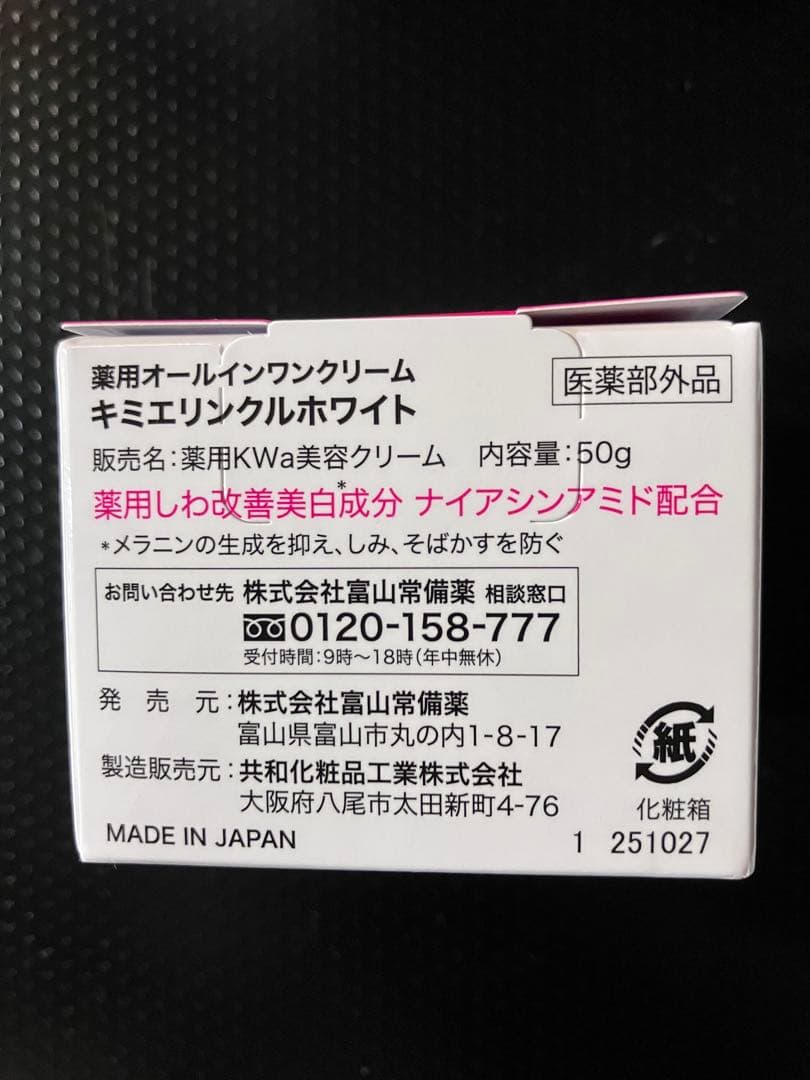 薬用オールインワンクリーム
キミエリンクルホワイト
医薬部外品
販売名:薬用KWa美容クリーム 内容量:50g
薬用しわ改善美白*成分 ナイアシンアミド配合
*メラニンの生成を抑え、しみ、そばかすを防ぐ
お問い合わせ先 株式会社富山常備薬 相談窓口
0120-158-777
受付時間:9時〜18時(年中無休)
発売元:株式会社富山常備薬
富山県富山市丸の内1-8-17
製造販売元:共和化粧品工業株式会社
大阪府八尾市太田新町4-76
紙
化粧箱
MADE IN JAPAN
1 251027